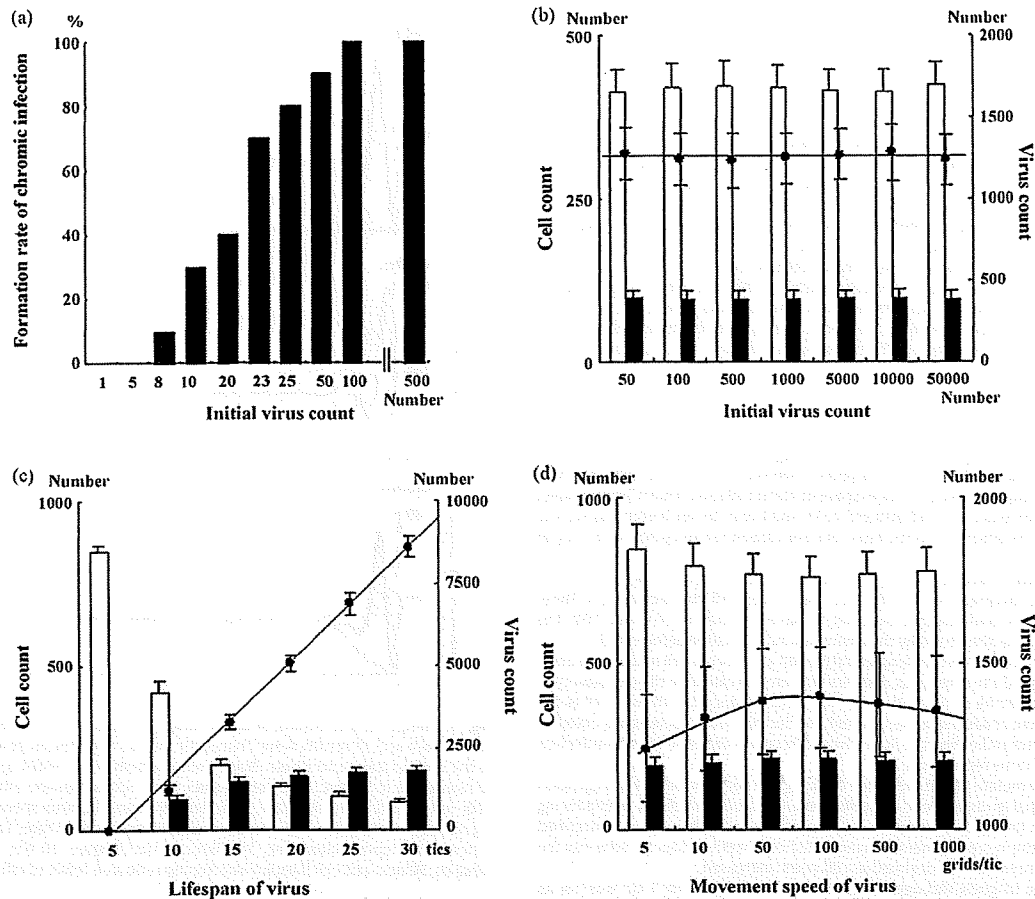 (a)
%
100
80
60
40
20
0
Formation rate of chromic infection
1 5 8 10 20 23 25 50 100 500
Number
Initial virus count
(b)
Number Number
500
250
0
Cell count
2000
1500
1000
500
0
Virus count
50 100 500 1000 5000 10000 50000
Number
Initial virus count
(c)
Number Number
1000
500
0
Cell count
10000
7500
5000
2500
0
Virus count
5 10 15 20 25 30 tics
Lifespan of virus
(d)
Number Number
1000
500
0
Cell count
2000
1500
1000
Virus count
5 10 50 100 500 1000
grids/tic
Movement speed of virus